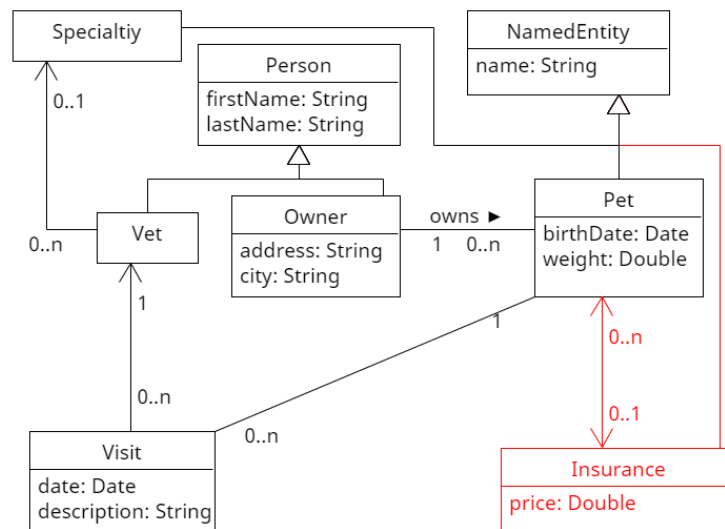 Specialtiy
NamedEntity
name: String
Person
firstName: String
lastName: String
0..1
0..n
Vet
Owner
address: String
city: String
owns ►
1
0..n
Pet
birthDate: Date
weight: Double
1
0..n
1
0..n
0..n
0..1
Visit
date: Date
description: String
Insurance
price: Double